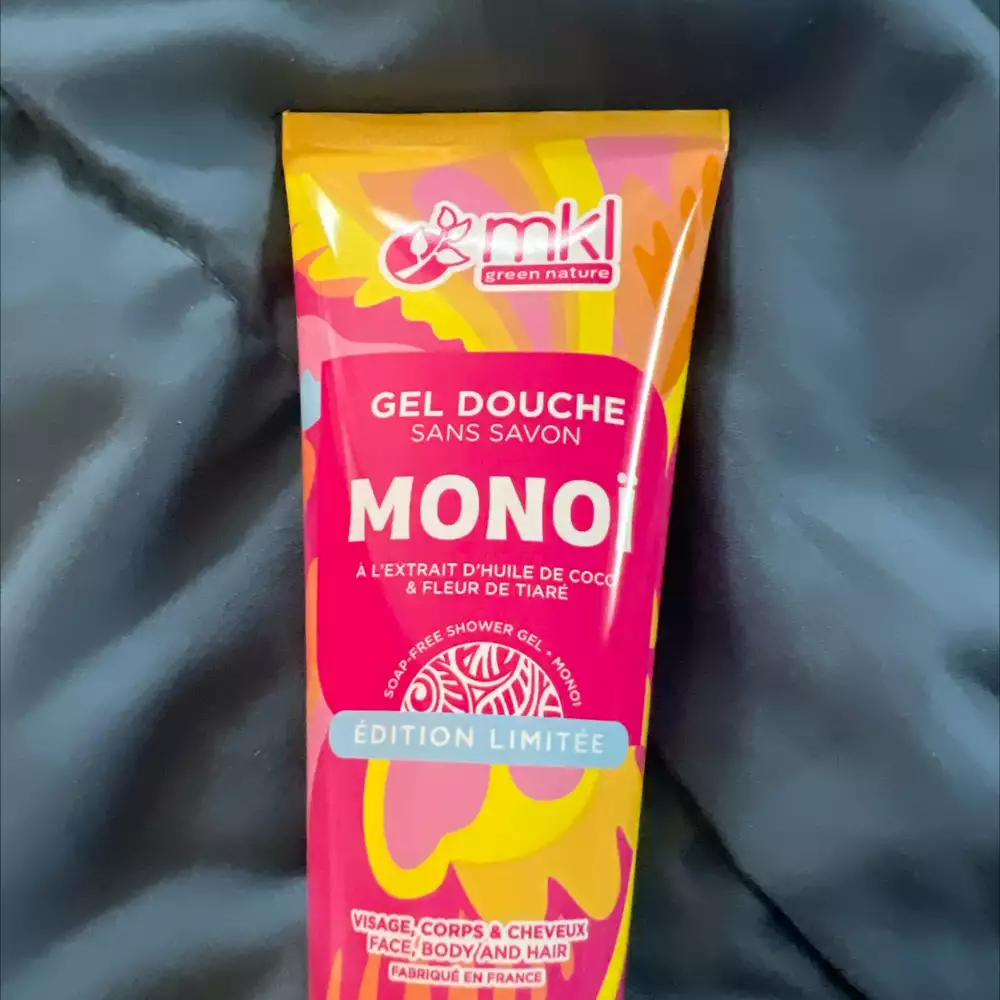 mkl
green nature
GEL DOUCHE
SANS SAVON
MONOÏ
À L'EXTRAIT D'HUILE DE COCO
& FLEUR DE TIARÉ
SOAP-FREE SHOWER GEL • MONOÏ
ÉDITION LIMITÉE
VISAGE, CORPS & CHEVEUX
FACE, BODY AND HAIR
FABRIQUÉ EN FRANCE